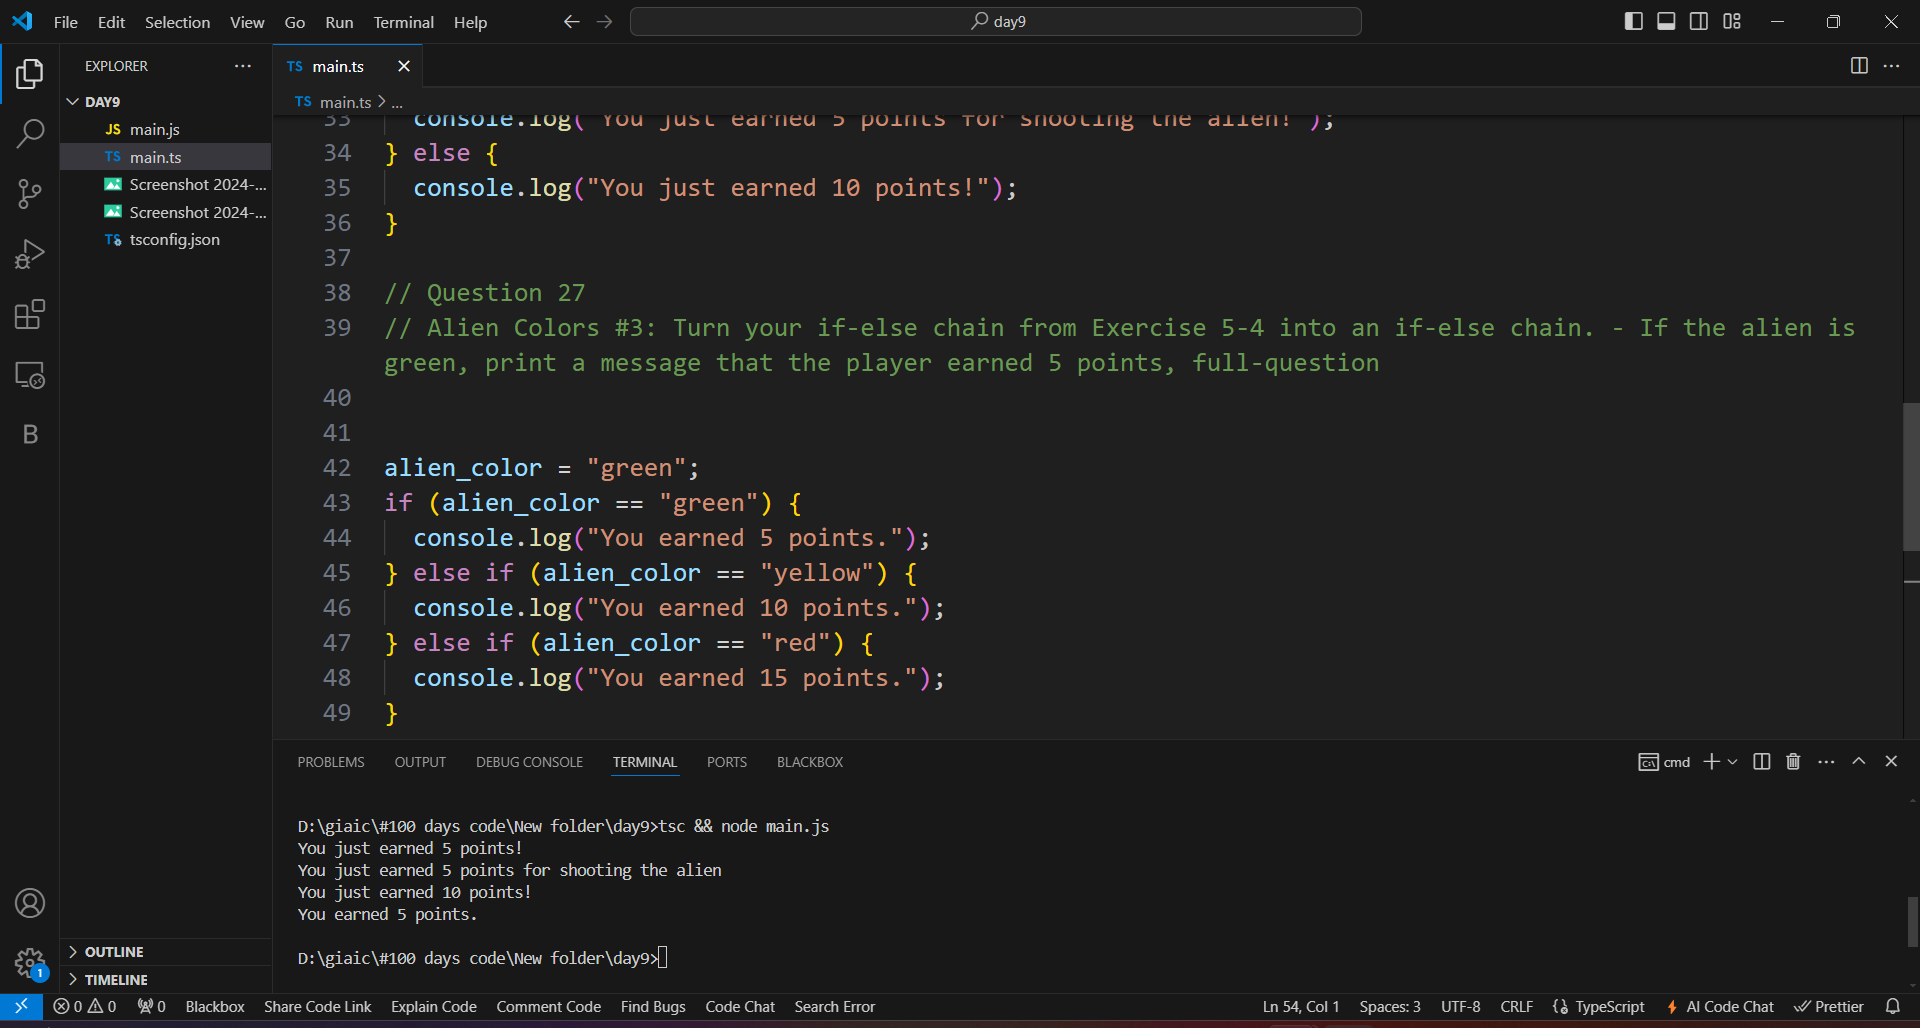 File Edit Selection View Go Run Terminal Help
day9
EXPLORER
DAY9
JS main.js
TS main.ts
Screenshot 2024-...
Screenshot 2024-...
TS tsconfig.json
B
OUTLINE
TIMELINE
1
TS main.ts
TS main.ts > ...
33 console.log("You just earned 5 points for shooting the alien!");
34 } else {
35 console.log("You just earned 10 points!");
36 }
37
38 // Question 27
39 // Alien Colors #3: Turn your if-else chain from Exercise 5-4 into an if-else chain. - If the alien is
green, print a message that the player earned 5 points, full-question
40
41
42 alien_color = "green";
43 if (alien_color == "green") {
44 console.log("You earned 5 points.");
45 } else if (alien_color == "yellow") {
46 console.log("You earned 10 points.");
47 } else if (alien_color == "red") {
48 console.log("You earned 15 points.");
49 }
PROBLEMS OUTPUT DEBUG CONSOLE TERMINAL PORTS BLACKBOX
cmd
D:\giaic\#100 days code\New folder\day9>tsc && node main.js
You just earned 5 points!
You just earned 5 points for shooting the alien
You just earned 10 points!
You earned 5 points.
D:\giaic\#100 days code\New folder\day9>
0 0 0 Blackbox Share Code Link Explain Code Comment Code Find Bugs Code Chat Search Error
Ln 54, Col 1 Spaces: 3 UTF-8 CRLF {} TypeScript AI Code Chat Prettier